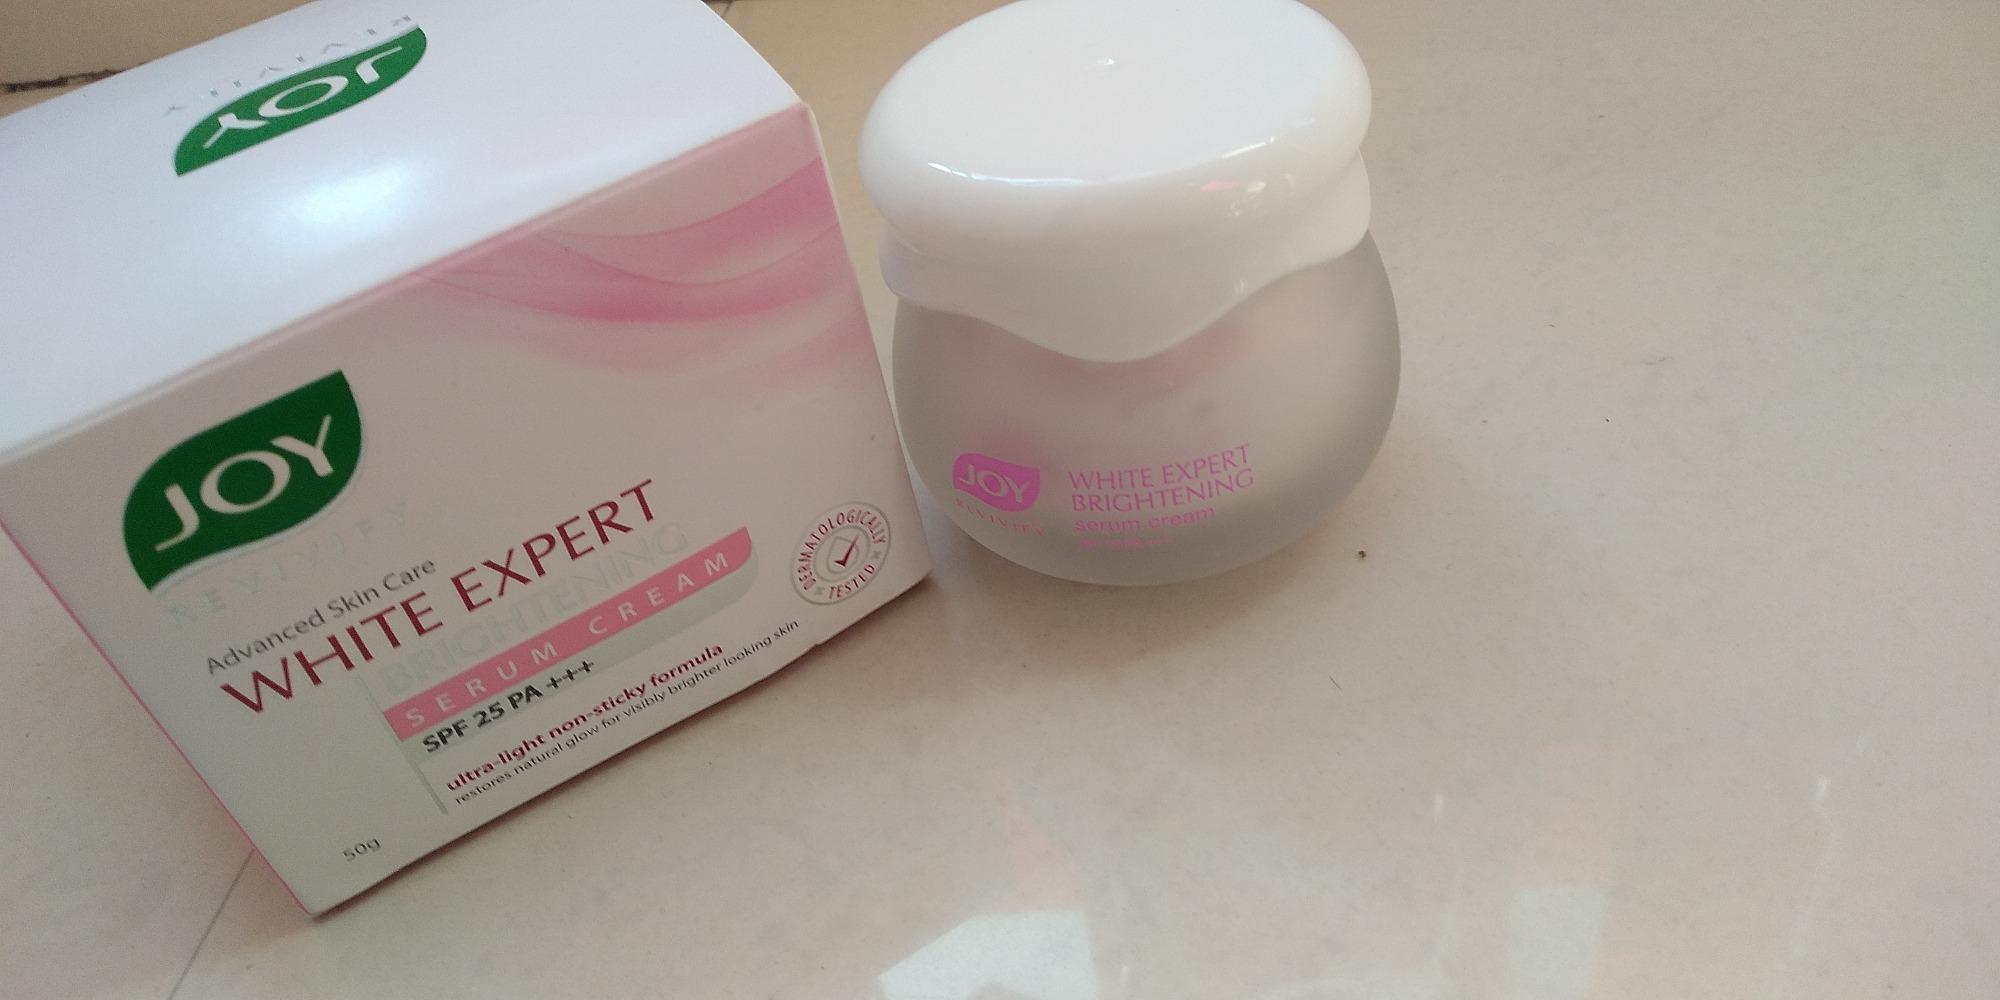 REVIVIFY
JOY
JOY
REVIVIFY
Advanced Skin Care
WHITE EXPERT
BRIGHTENING
SERUM CREAM
SPF 25 PA +++
ultra-light non-sticky formula
restores natural glow for visibly brighter looking skin
50g
DERMATOLOGICALLY
TESTED
JOY
REVIVIFY
WHITE EXPERT
BRIGHTENING
serum cream